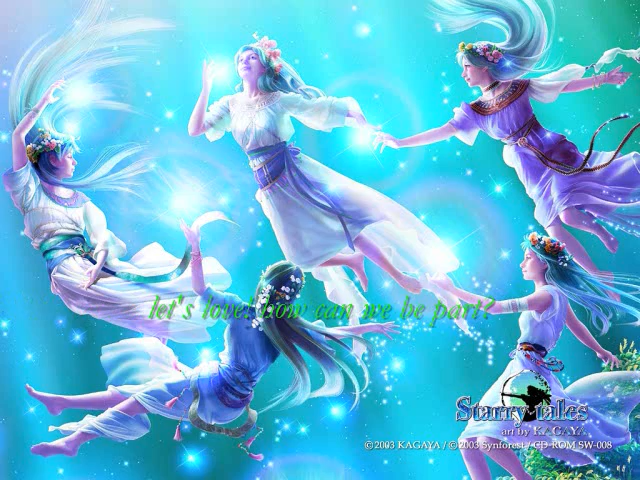 let's love! how can we be part?
Starry tales
art by KAGAYA
©2003 KAGAYA / ©2003 Synforest / CD-ROM SW-008